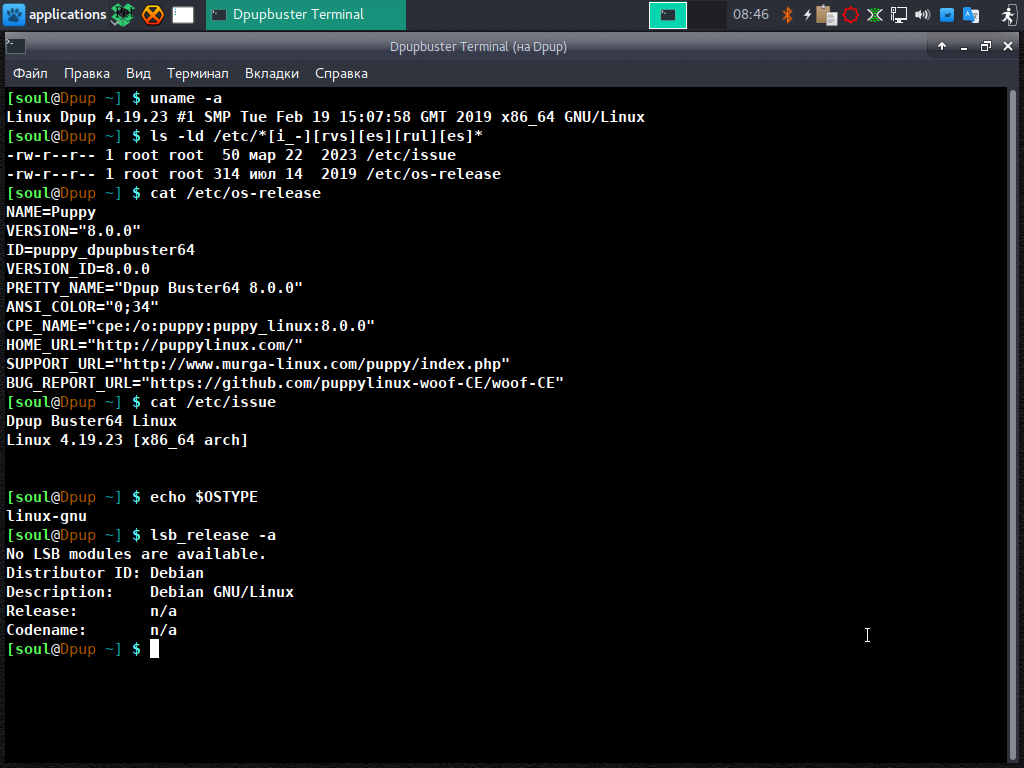 applications
Dpupbuster Terminal
08:46
Dpupbuster Terminal (на Dpup)
Файл Правка Вид Терминал Вкладки Справка
[soul@Dpup ~] $ uname -a
Linux Dpup 4.19.23 #1 SMP Tue Feb 19 15:07:58 GMT 2019 x86_64 GNU/Linux
[soul@Dpup ~] $ ls -ld /etc/*[i_-][rvs][es][rul][es]*
-rw-r--r-- 1 root root  50 мар 22  2023 /etc/issue
-rw-r--r-- 1 root root 314 июл 14  2019 /etc/os-release
[soul@Dpup ~] $ cat /etc/os-release
NAME=Puppy
VERSION="8.0.0"
ID=puppy_dpupbuster64
VERSION_ID=8.0.0
PRETTY_NAME="Dpup Buster64 8.0.0"
ANSI_COLOR="0;34"
CPE_NAME="cpe:/o:puppy:puppy_linux:8.0.0"
HOME_URL="http://puppylinux.com/"
SUPPORT_URL="http://www.murga-linux.com/puppy/index.php"
BUG_REPORT_URL="https://github.com/puppylinux-woof-CE/woof-CE"
[soul@Dpup ~] $ cat /etc/issue
Dpup Buster64 Linux
Linux 4.19.23 [x86_64 arch]
[soul@Dpup ~] $ echo $OSTYPE
linux-gnu
[soul@Dpup ~] $ lsb_release -a
No LSB modules are available.
Distributor ID: Debian
Description:    Debian GNU/Linux
Release:        n/a
Codename:       n/a
[soul@Dpup ~] $